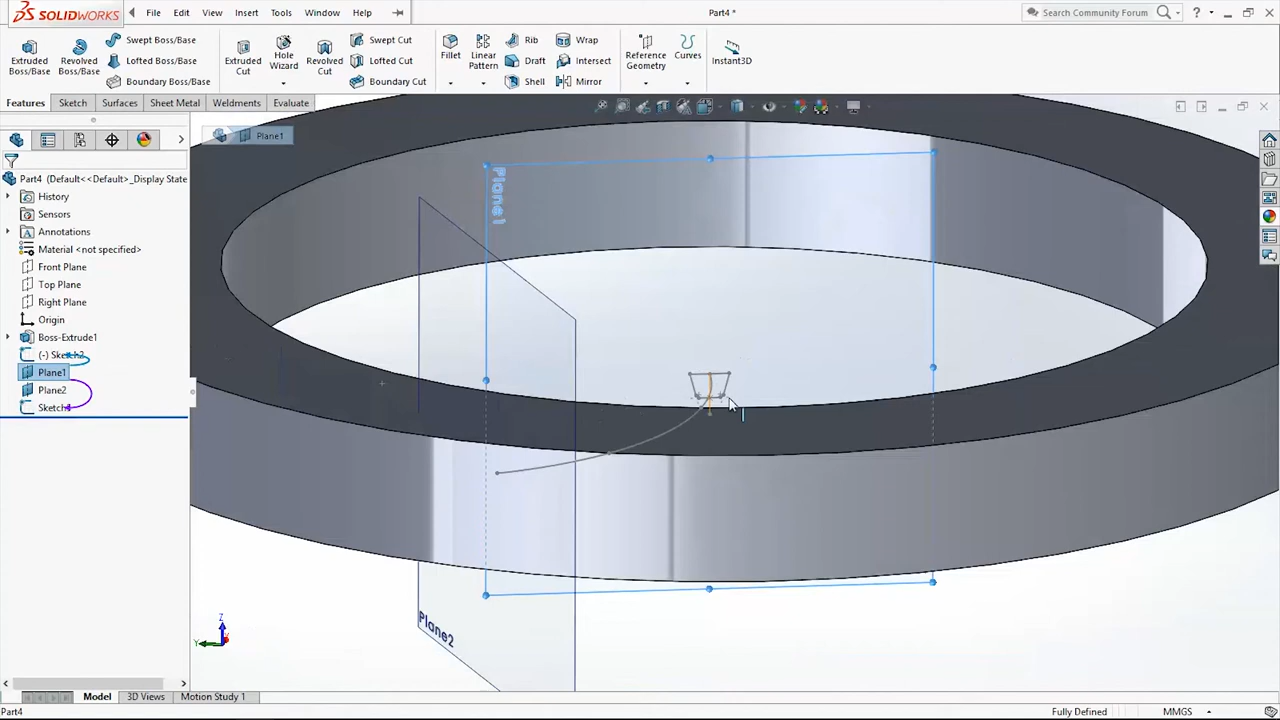 SOLIDWORKS File Edit View Insert Tools Window Help Part4 * Search Community Forum
Extruded Boss/Base Revolved Boss/Base Swept Boss/Base Lofted Boss/Base Boundary Boss/Base Extruded Cut Hole Wizard Revolved Cut Swept Cut Lofted Cut Boundary Cut Fillet Linear Pattern Rib Draft Shell Wrap Intersect Mirror Reference Geometry Curves Instant3D
Features Sketch Surfaces Sheet Metal Weldments Evaluate
Plane1
Part4 (Default<<Default>_Display State
History
Sensors
Annotations
Material <not specified>
Front Plane
Top Plane
Right Plane
Origin
Boss-Extrude1
Plane1
Plane2
Plane1
Plane2
Z
Y
Model 3D Views Motion Study 1
Part4 Fully Defined MMGS